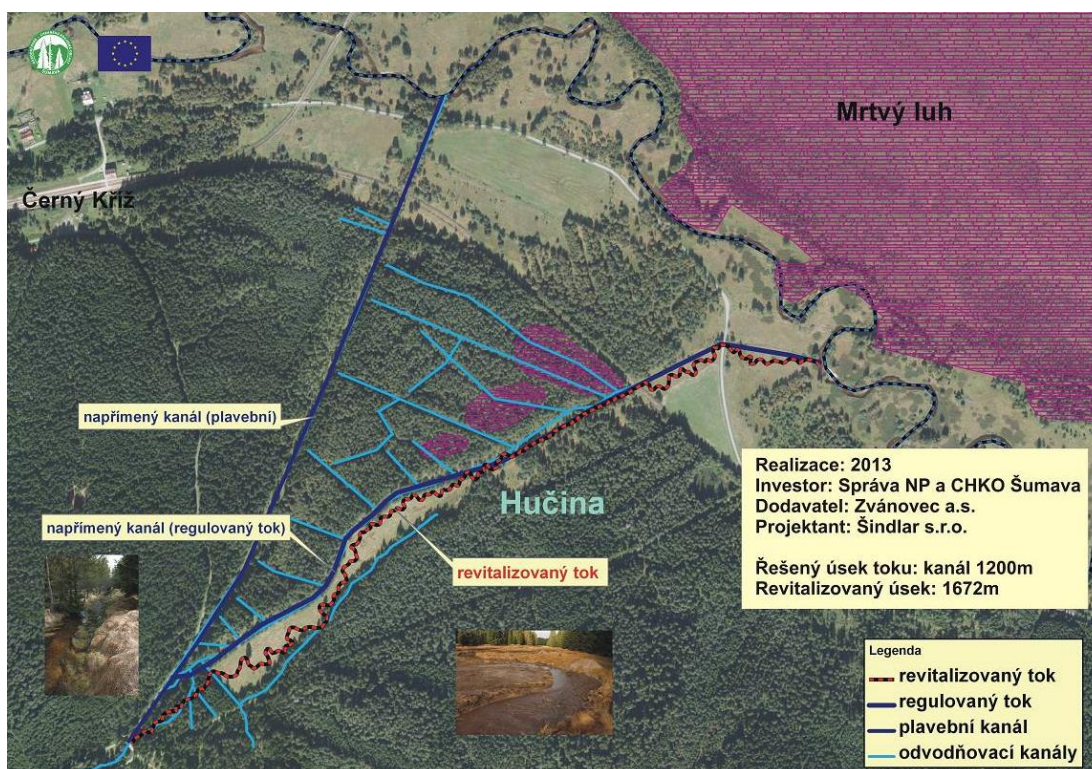 Mrtvý luh
Černý Kříž
napřímený kanál (plavební)
Hučina
napřímený kanál (regulovaný tok)
revitalizovaný tok
Realizace: 2013
Investor: Správa NP a CHKO Šumava
Dodavatel: Zvánovec a.s.
Projektant: Šindlar s.r.o.
Řešený úsek toku: kanál 1200m
Revitalizovaný úsek: 1672m
Legenda
revitalizovaný tok
regulovaný tok
plavební kanál
odvodňovací kanály